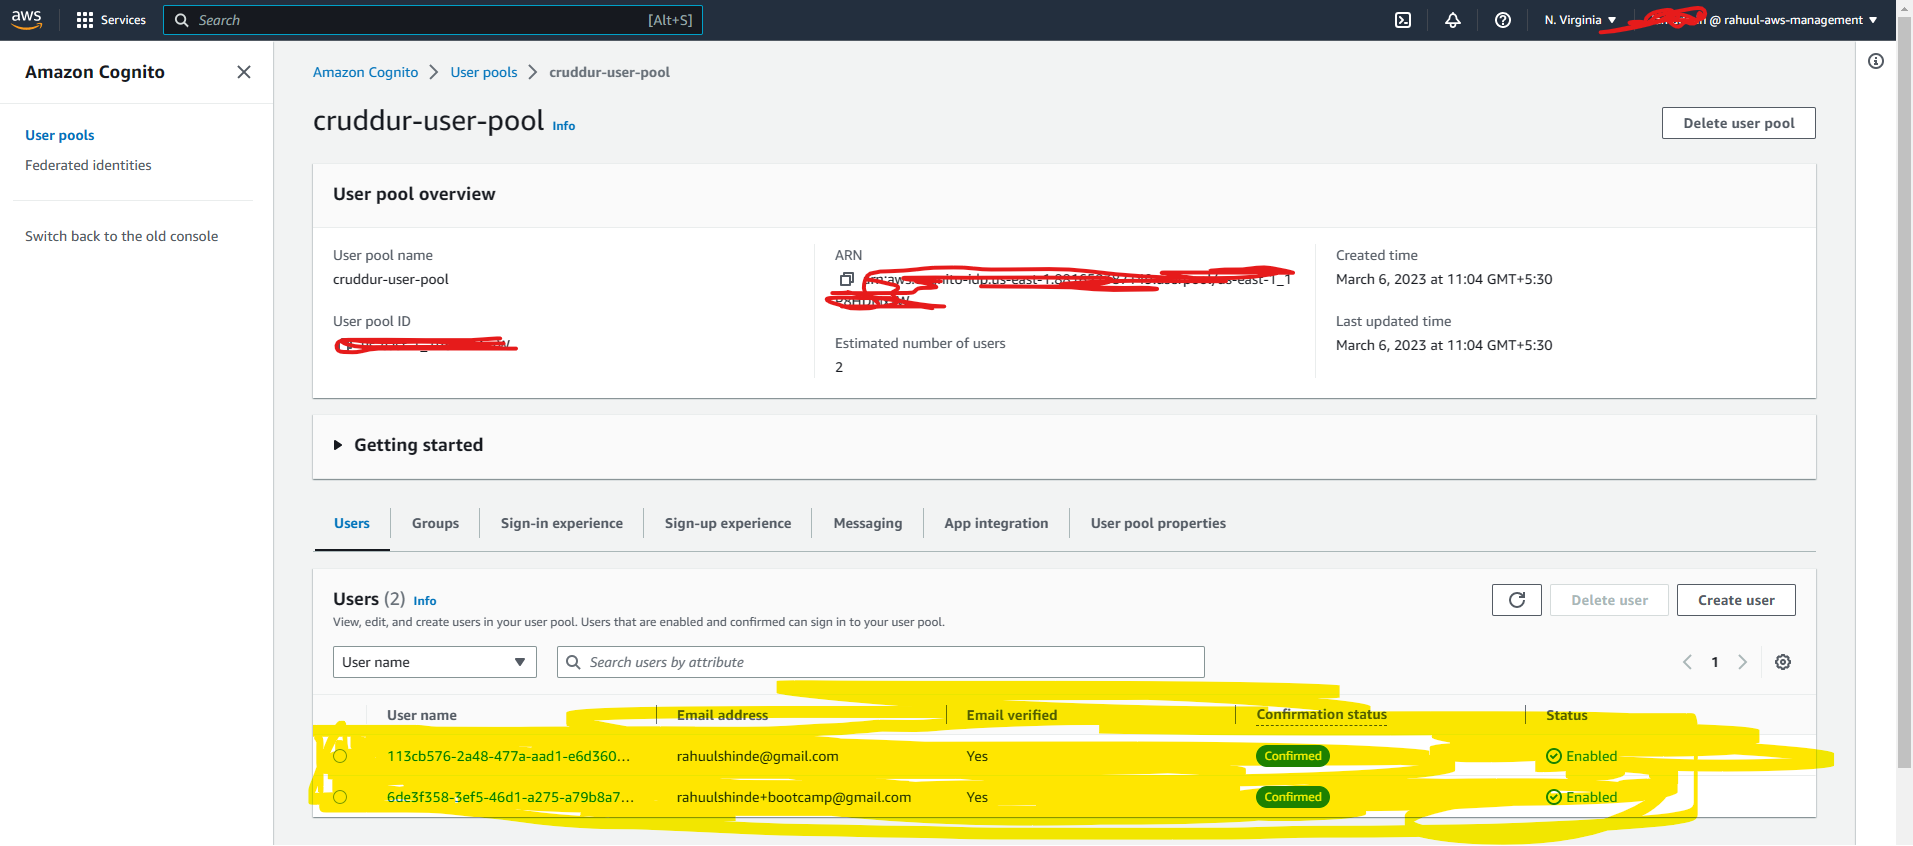 aws
Services
Search
[Alt+S]
N. Virginia
@ rahuul-aws-management
Amazon Cognito
User pools
Federated identities
Switch back to the old console
Amazon Cognito
User pools
cruddur-user-pool
cruddur-user-pool Info
Delete user pool
User pool overview
User pool name
cruddur-user-pool
User pool ID
ARN
Estimated number of users
2
Created time
March 6, 2023 at 11:04 GMT+5:30
Last updated time
March 6, 2023 at 11:04 GMT+5:30
Getting started
Users
Groups
Sign-in experience
Sign-up experience
Messaging
App integration
User pool properties
Users (2) Info
View, edit, and create users in your user pool. Users that are enabled and confirmed can sign in to your user pool.
Delete user
Create user
User name
Search users by attribute
1
User name Email address Email verified Confirmation status Status
113cb576-2a48-477a-aad1-e6d360... rahuulshinde@gmail.com Yes Confirmed Enabled
6de3f358-3ef5-46d1-a275-a79b8a7... rahuulshinde+bootcamp@gmail.com Yes Confirmed Enabled